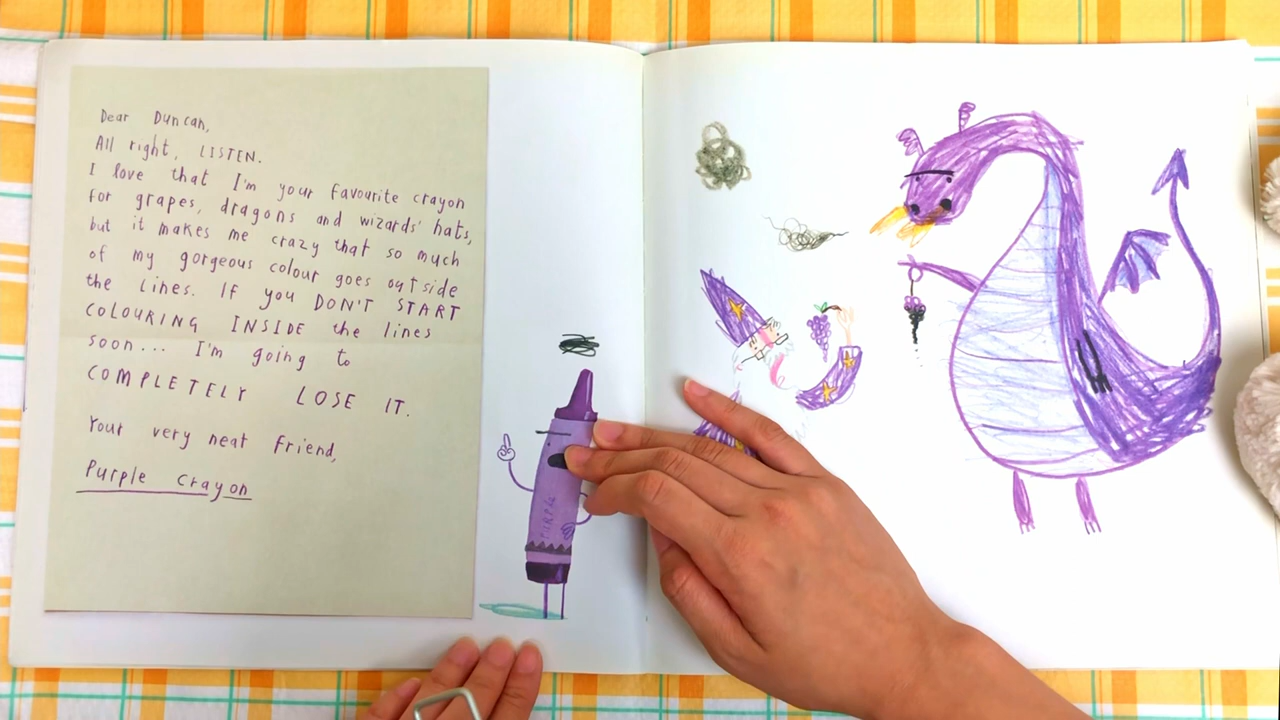 Dear Duncan,
All right, LISTEN.
I love that I'm your favourite crayon
for grapes, dragons and wizards' hats,
but it makes me crazy that so much
of my gorgeous colour goes outside
the lines. If you DON'T START
COLOURING INSIDE the lines
soon... I'm going to
COMPLETELY LOSE IT.
Your very neat friend,
Purple Crayon
PURPLE